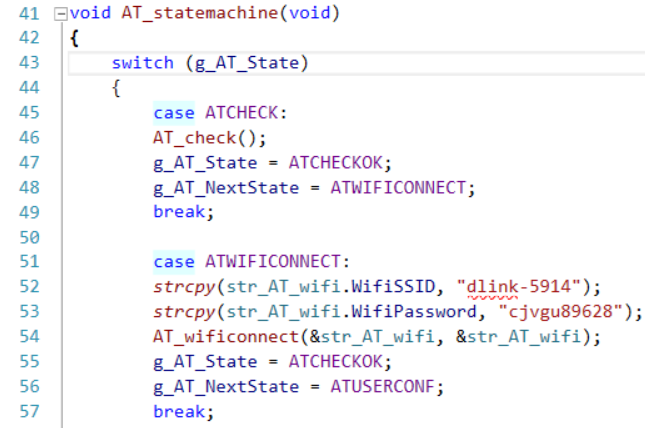 41 void AT_statemachine(void)
42 {
43 switch (g_AT_State)
44 {
45 case ATCHECK:
46 AT_check();
47 g_AT_State = ATCHECKOK;
48 g_AT_NextState = ATWIFICONNECT;
49 break;
50
51 case ATWIFICONNECT:
52 strcpy(str_AT_wifi.WifiSSID, "dlink-5914");
53 strcpy(str_AT_wifi.WifiPassword, "cjvgu89628");
54 AT_wificonnect(&str_AT_wifi, &str_AT_wifi);
55 g_AT_State = ATCHECKOK;
56 g_AT_NextState = ATUSERCONF;
57 break;